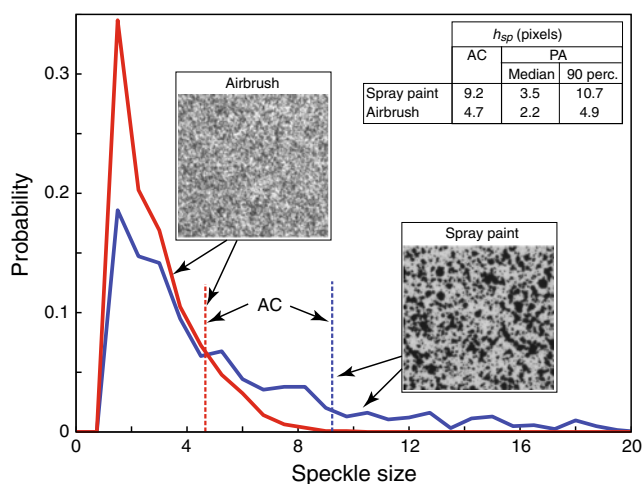 h_sp (pixels)
AC PA
Median 90 perc.
Spray paint 9.2 3.5 10.7
Airbrush 4.7 2.2 4.9
Airbrush
Spray paint
AC
Probability
0.3
0.2
0.1
0
0 4 8 12 16 20
Speckle size